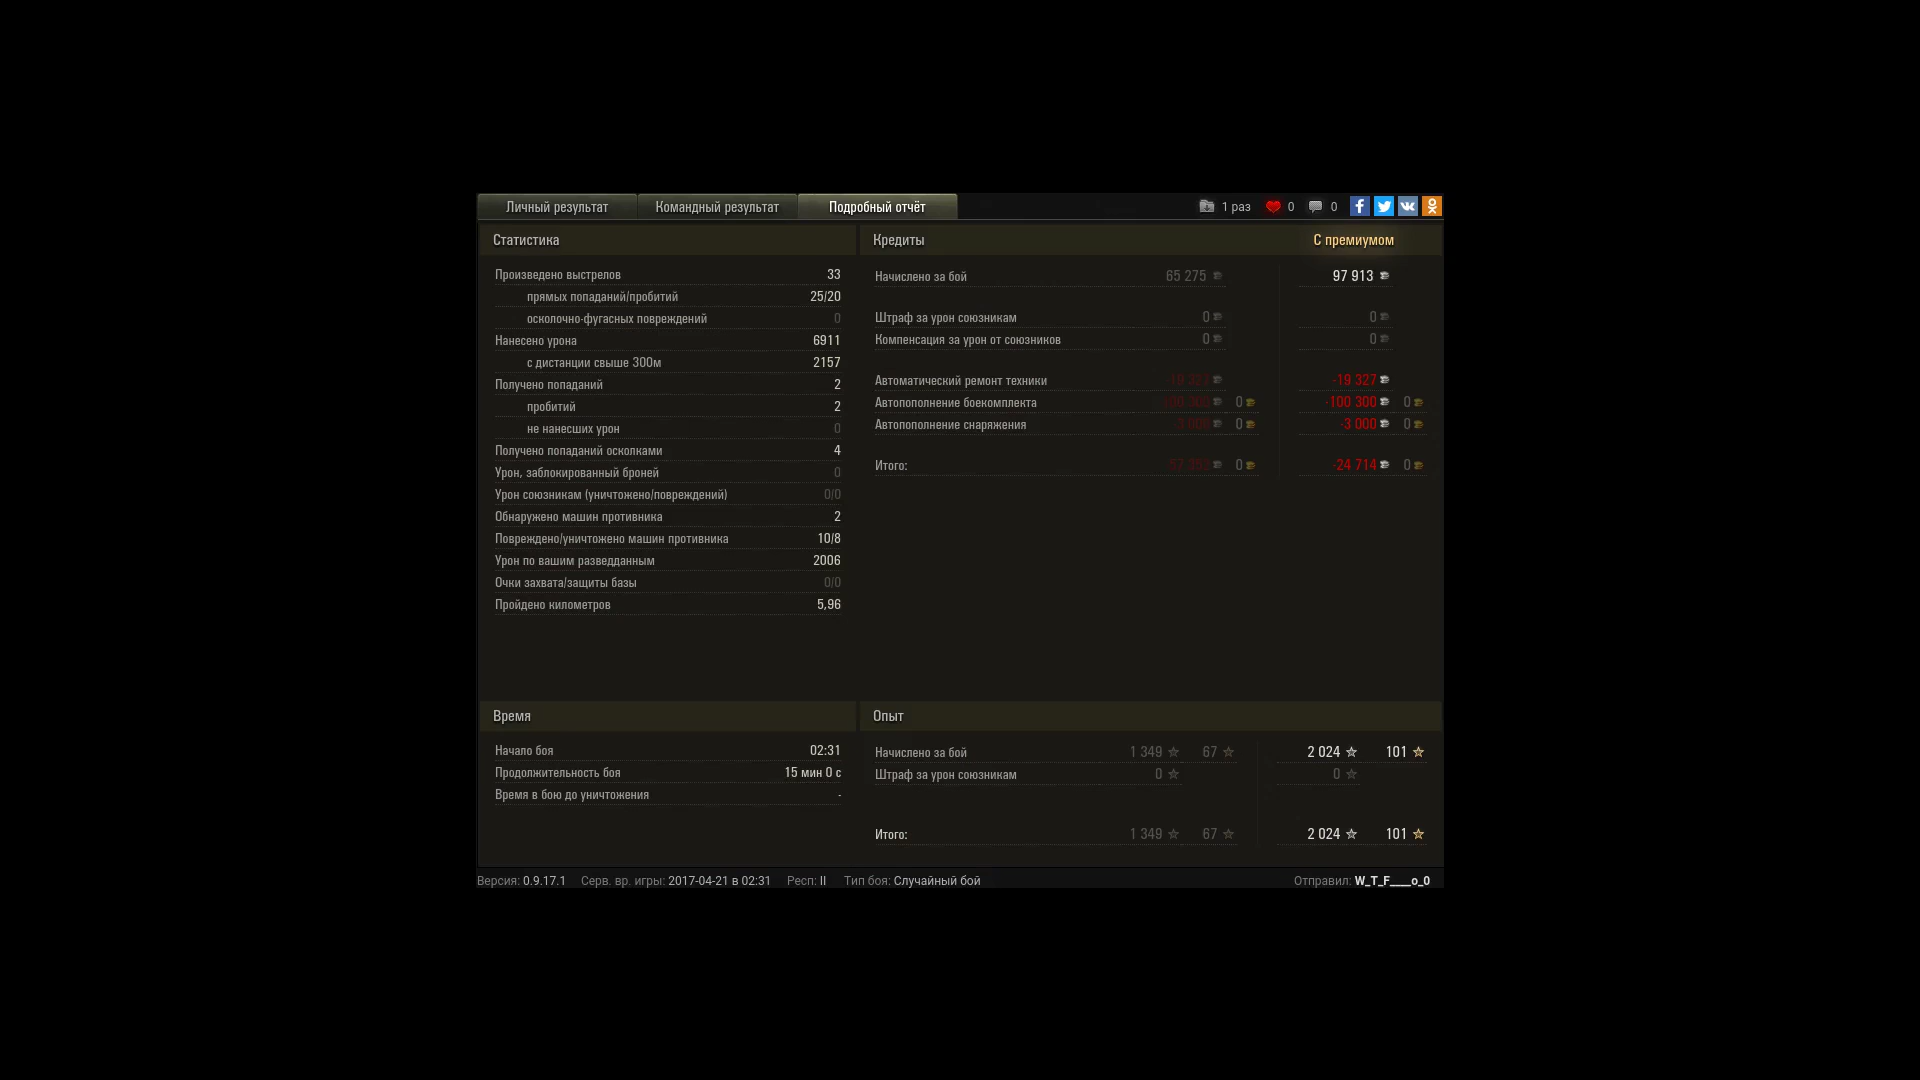 Личный результат Командный результат Подробный отчёт 1 раз 0 0
Статистика
Произведено выстрелов 33
прямых попаданий/пробитий 25/20
осколочно-фугасных повреждений 0
Нанесено урона 6911
с дистанции свыше 300м 2157
Получено попаданий 2
пробитий 2
не нанесших урон 0
Получено попаданий осколками 4
Урон, заблокированный броней 0
Урон союзникам (уничтожено/повреждений) 0/0
Обнаружено машин противника 2
Повреждено/уничтожено машин противника 10/8
Урон по вашим разведданным 2006
Очки захвата/защиты базы 0/0
Пройдено километров 5,96
Кредиты С премиумом
Начислено за бой 65 275 97 913
Штраф за урон союзникам 0 0
Компенсация за урон от союзников 0 0
Автоматический ремонт техники -19 327 -19 327
Автопополнение боекомплекта -100 300 0 -100 300 0
Автопополнение снаряжения -3 000 0 -3 000 0
Итого: 0 -24 714 0
Время
Начало боя 02:31
Продолжительность боя 15 мин 0 с
Время в бою до уничтожения -
Опыт
Начислено за бой 1 349 67 2 024 101
Штраф за урон союзникам 0 0
Итого: 1 349 67 2 024 101
Версия: 0.9.17.1 Серв. вр. игры: 2017-04-21 в 02:31 Респ: II Тип боя: Случайный бой Отправил: W_T_F____o_0